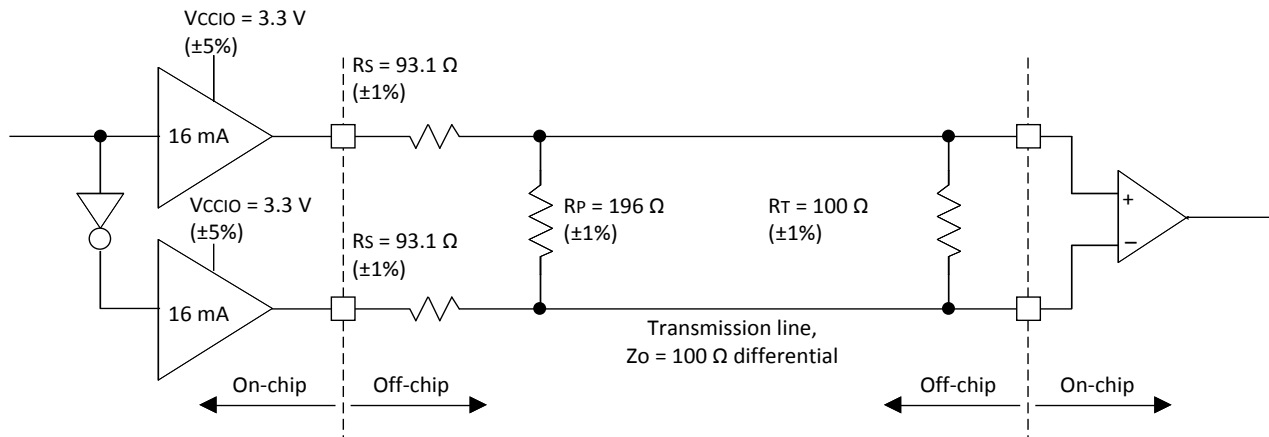 VCCIO = 3.3 V
(±5%)
RS = 93.1 Ω
(±1%)
16 mA
VCCIO = 3.3 V
(±5%)
RP = 196 Ω
(±1%)
RT = 100 Ω
(±1%)
+
−
RS = 93.1 Ω
(±1%)
16 mA
Transmission line,
Zo = 100 Ω differential
On-chip
Off-chip
Off-chip
On-chip